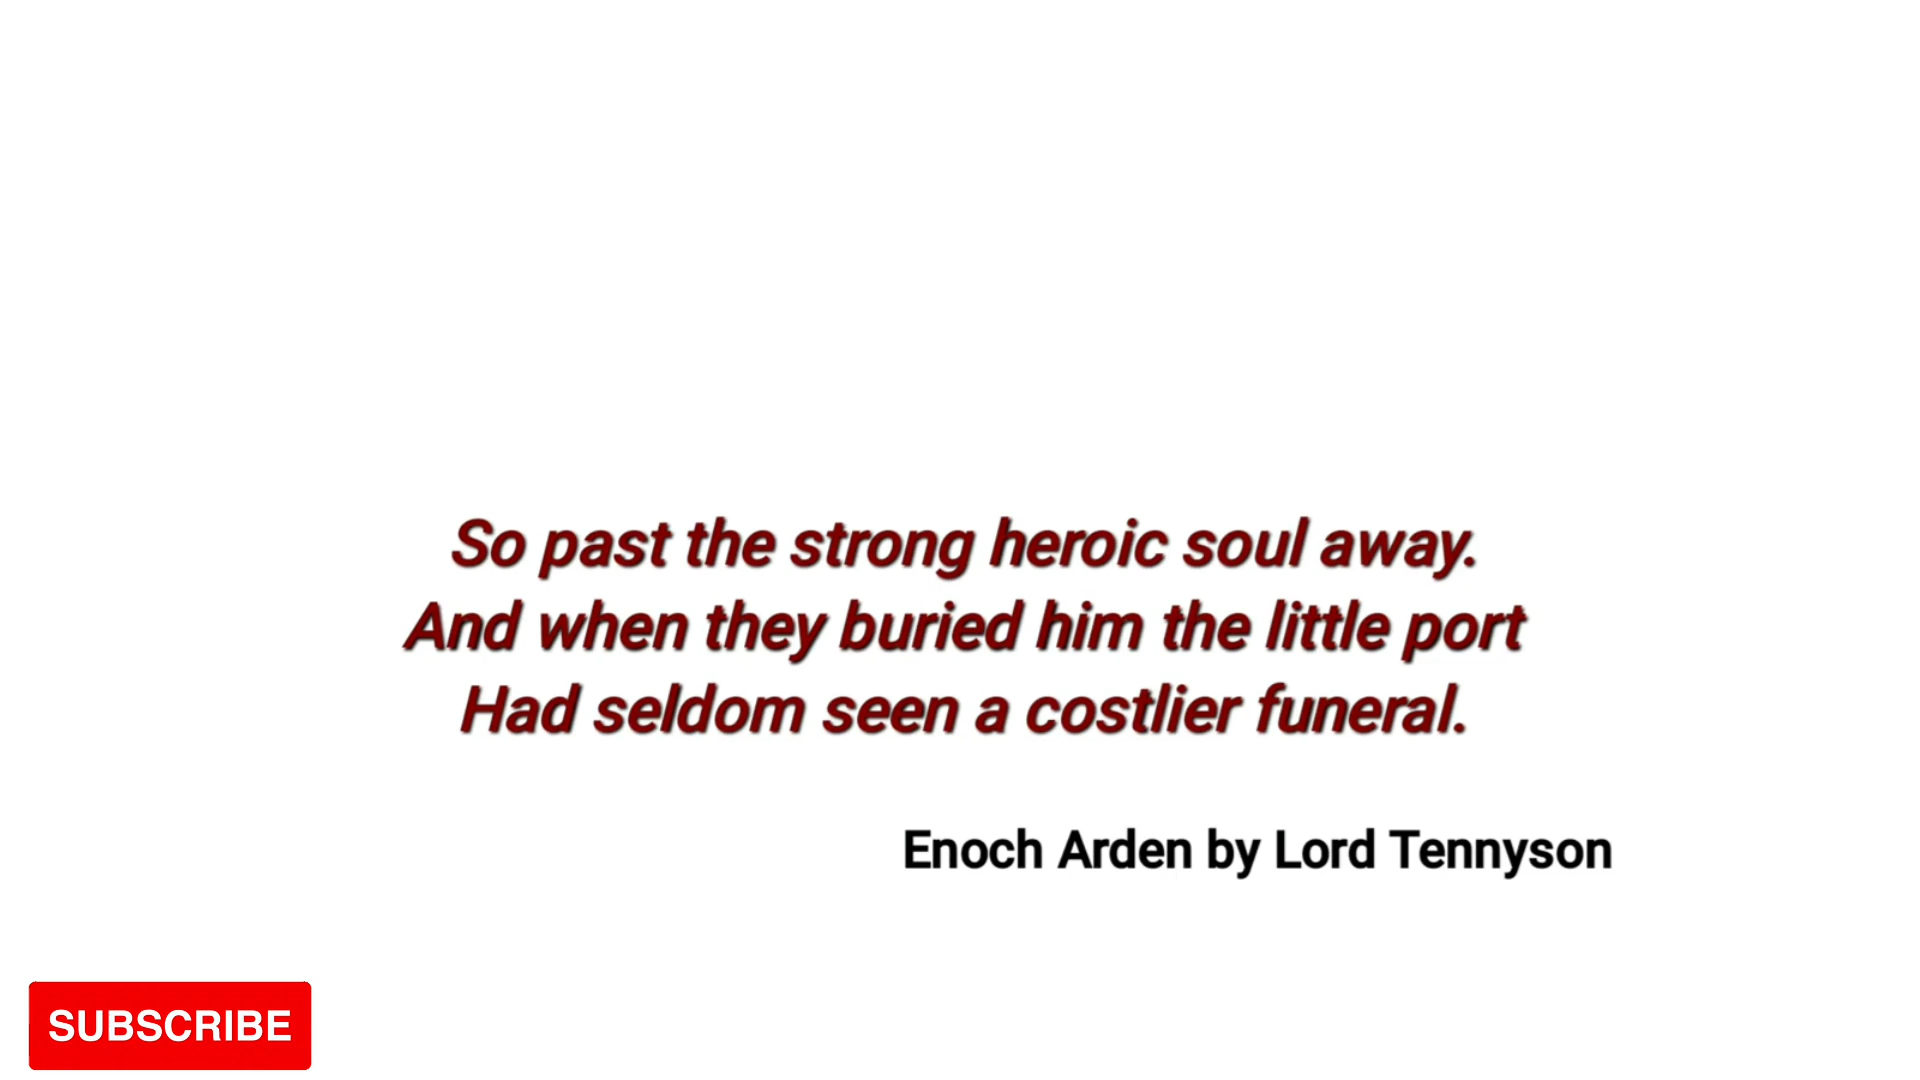 So past the strong heroic soul away.
And when they buried him the little port
Had seldom seen a costlier funeral.
Enoch Arden by Lord Tennyson
SUBSCRIBE